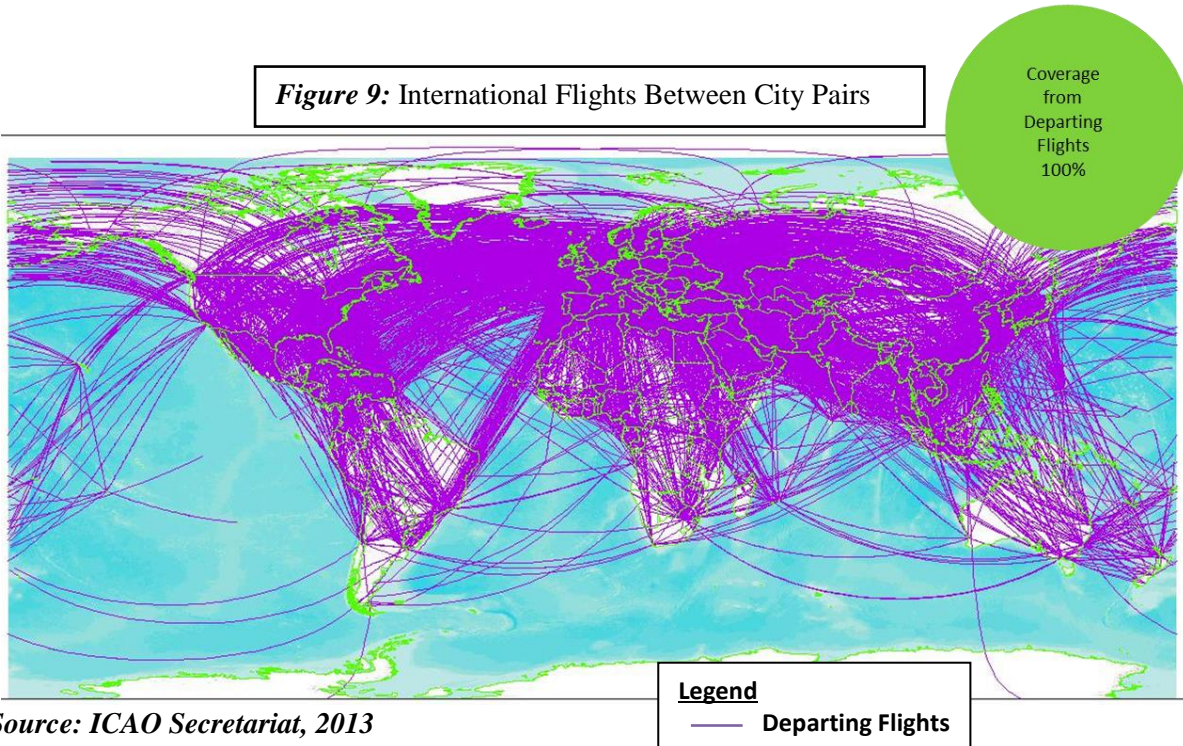 Coverage
from
Departing
Flights
100%
Figure 9: International Flights Between City Pairs
Legend
Departing Flights
Source: ICAO Secretariat, 2013